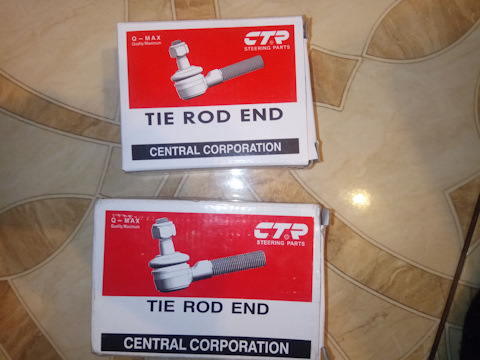 Q – MAX
Quality Maximum
CTR
STEERING PARTS
TIE ROD END
CENTRAL CORPORATION
Q – MAX
Quality Maximum
CTR
STEERING PARTS
TIE ROD END
CENTRAL CORPORATION